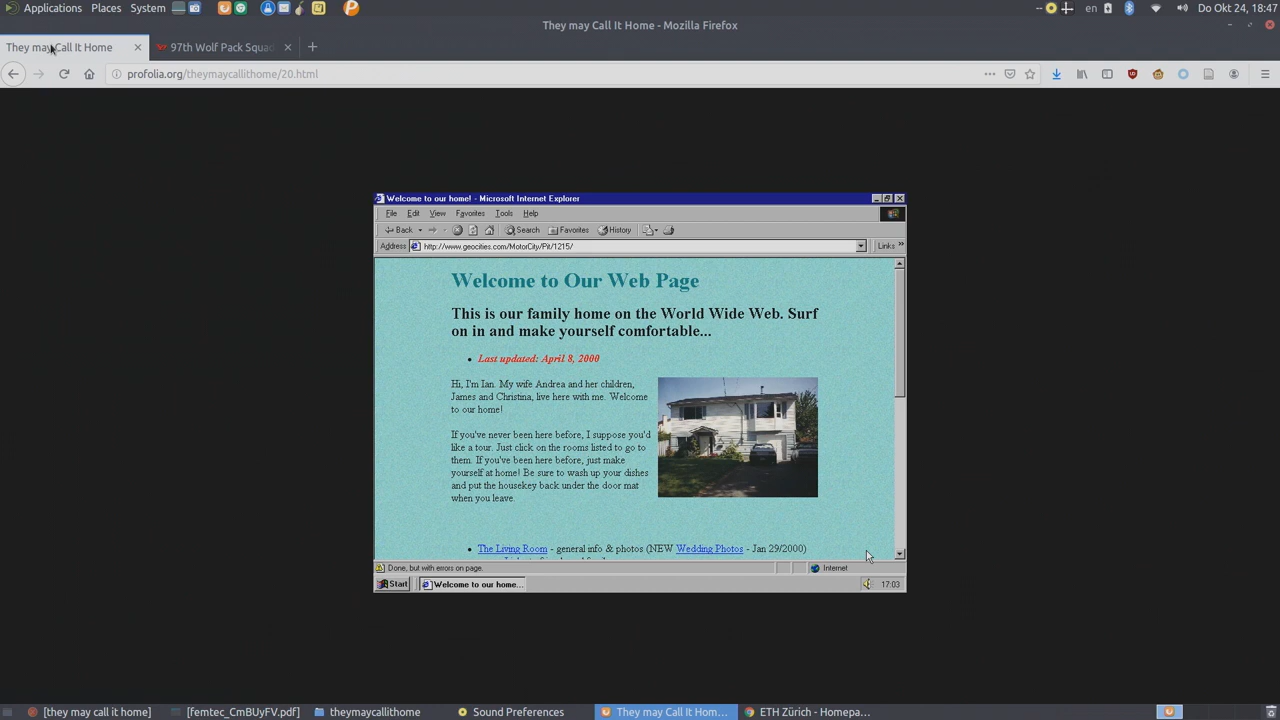 Applications Places System
en
Do Okt 24, 18:47
They may Call It Home - Mozilla Firefox
They may Call It Home
97th Wolf Pack Squad
profolia.org/theymaycallithome/20.html
Welcome to our home! - Microsoft Internet Explorer
File Edit View Favorites Tools Help
Back Search Favorites History
Address http://www.geocities.com/MotorCity/Pit/1215/ Links »
Welcome to Our Web Page
This is our family home on the World Wide Web. Surf
on in and make yourself comfortable...
Last updated: April 8, 2000
Hi, I'm Ian. My wife Andrea and her children,
James and Christina, live here with me. Welcome
to our home!
If you've never been here before, I suppose you'd
like a tour. Just click on the rooms listed to go to
them. If you've been here before, just make
yourself at home! Be sure to wash up your dishes
and put the housekey back under the door mat
when you leave.
The Living Room - general info & photos (NEW Wedding Photos - Jan 29/2000)
Done, but with errors on page. Internet
Start Welcome to our home... 17:03
[they may call it home] [femtec_CmBUyFV.pdf] theymaycallithome Sound Preferences They may Call It Hom... ETH Zürich - Homepa...